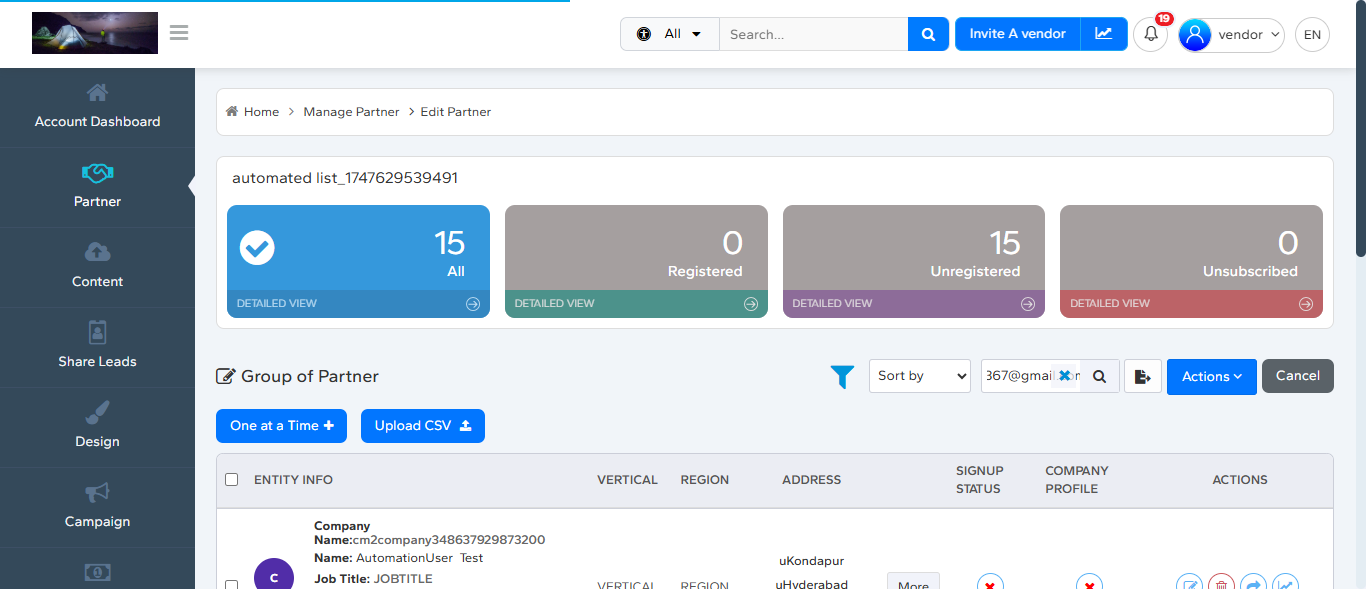 All
Search...
Invite A vendor
19
vendor
EN
Account Dashboard
Partner
Content
Share Leads
Design
Campaign
Home > Manage Partner > Edit Partner
automated list_1747629539491
15
All
DETAILED VIEW
0
Registered
DETAILED VIEW
15
Unregistered
DETAILED VIEW
0
Unsubscribed
DETAILED VIEW
Group of Partner
Sort by
367@gmai
Actions
Cancel
One at a Time
Upload CSV
ENTITY INFO
VERTICAL
REGION
ADDRESS
SIGNUP
STATUS
COMPANY
PROFILE
ACTIONS
C
Company
Name:cm2company348637929873200
Name: AutomationUser Test
Job Title: JOBTITLE
VERTICAL
REGION
uKondapur
uHyderabad
More